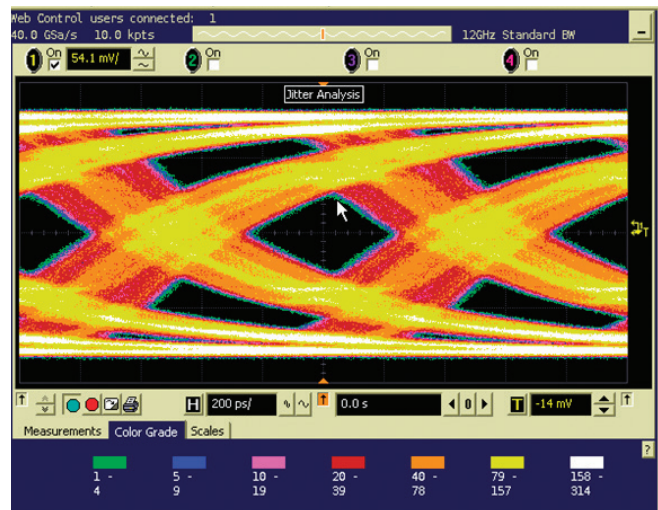 Web Control users connected: 1
40.0 GSa/s 10.0 kpts 12GHz Standard BW
1 On 54.1 mV/ 2 On 3 On 4 On
Jitter Analysis
T
H 200 ps/ 0.0 s 0 T -14 mV
Measurements Color Grade Scales
?
1 - 5 - 10 - 20 - 40 - 79 - 158 -
4 9 19 39 78 157 314